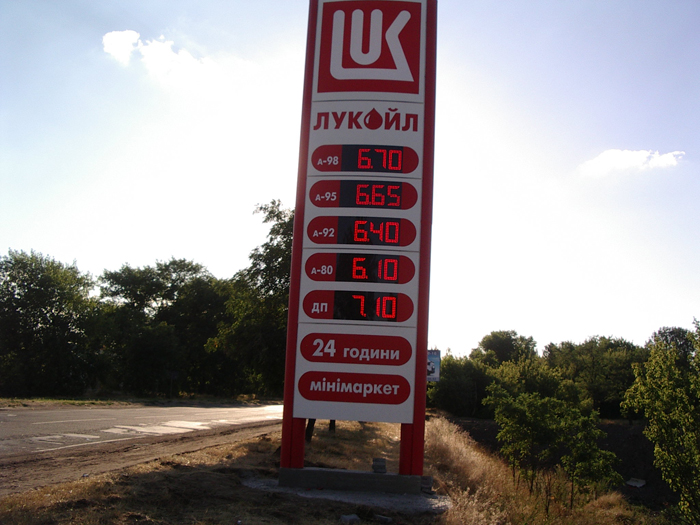 LUK
ЛУКОЙЛ
А-98 6.70
А-95 6.65
А-92 6.40
А-80 6.10
ДП 7.10
24 години
мінімаркет